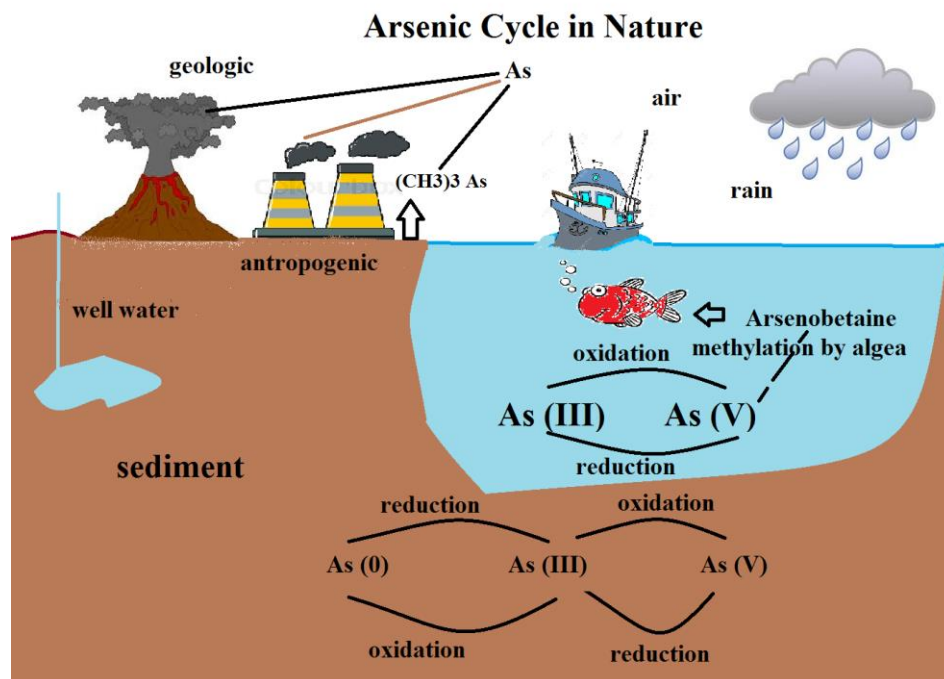 Arsenic Cycle in Nature
geologic
As
air
(CH3)3 As
rain
antropogenic
well water
Arsenobetaine
methylation by algea
oxidation
As (III)
As (V)
reduction
sediment
reduction
oxidation
As (0)
As (III)
As (V)
oxidation
reduction